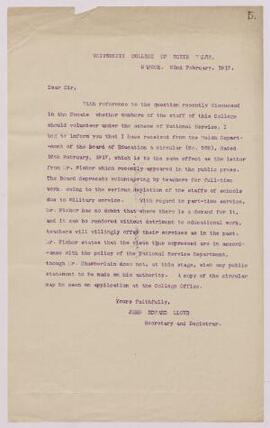 5.
UNIVERSITY COLLEGE OF NORTH WALES.
BANGOR. 22nd February, 1917.
Dear Sir,
With reference to the question recently discussed
in the Senate whether members of the staff of this College
should volunteer under the scheme of National Service, I
beg to inform you that I have received from the Welsh Depart-
-ment of the Board of Education a circular (No. ), dated
16th February, 1917, which is to the same effect as the letter
from Mr. Fisher which recently appeared in the public press.
The Board deprecate volunteering by teachers for full-time
work, owing to the serious depletion of the staffs of schools
due to Military service. With regard to part-time service,
Mr. Fisher has no doubt that where there is a demand for it,
and it can be rendered without detriment to educational work,
teachers will willingly offer their services as in the past.
Mr. Fisher states that the views thus expressed are in accord-
-ance with the policy of the National Service Department,
though Mr. Chamberlain does not, at this stage, wish any public
statement to be made on his authority. A copy of the circular
may be seen on application at the College Office.
Yours faithfully,
JOHN EDWARD LLOYD
Secretary and Registrar.